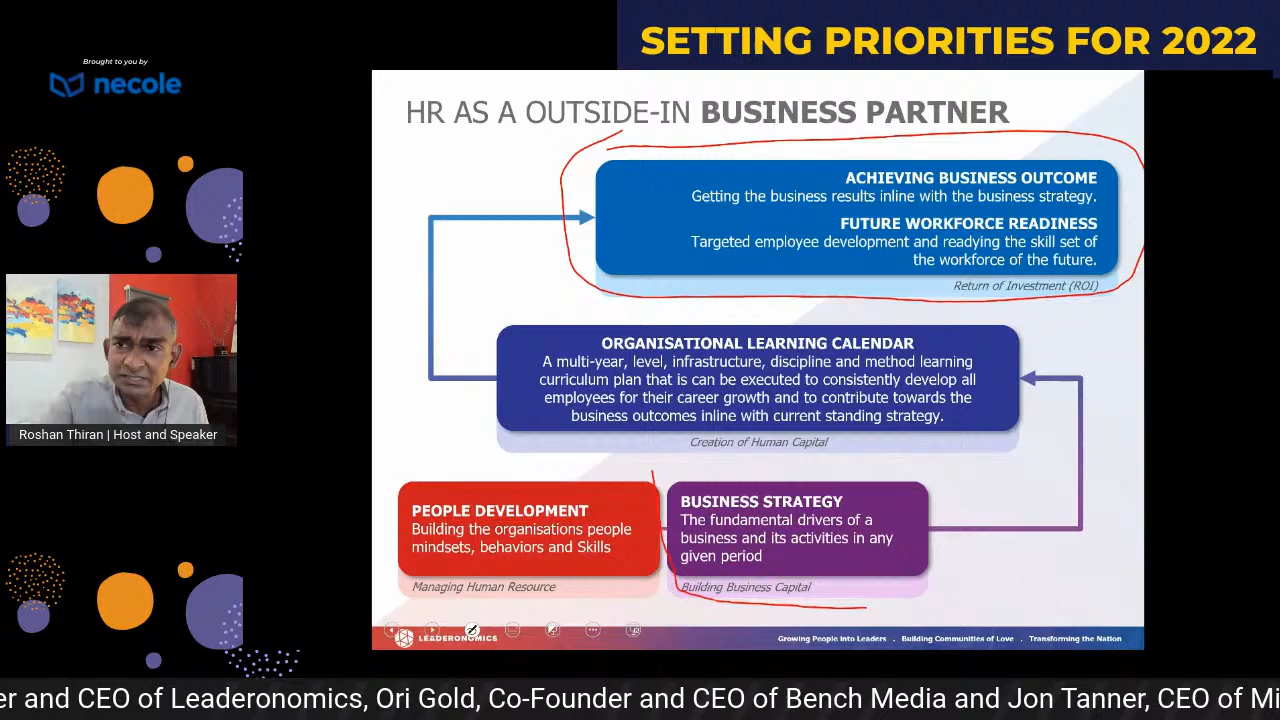 SETTING PRIORITIES FOR 2022
Brought to you by
necole
HR AS A OUTSIDE-IN BUSINESS PARTNER
ACHIEVING BUSINESS OUTCOME
Getting the business results inline with the business strategy.
FUTURE WORKFORCE READINESS
Targeted employee development and readying the skill set of
the workforce of the future.
Return of Investment (ROI)
ORGANISATIONAL LEARNING CALENDAR
A multi-year, level, infrastructure, discipline and method learning
curriculum plan that is can be executed to consistently develop all
employees for their career growth and to contribute towards the
business outcomes inline with current standing strategy.
Creation of Human Capital
Roshan Thiran | Host and Speaker
PEOPLE DEVELOPMENT
Building the organisations people
mindsets, behaviors and Skills
Managing Human Resource
BUSINESS STRATEGY
The fundamental drivers of a
business and its activities in any
given period
Building Business Capital
LEADERONOMICS
Growing People into Leaders . Building Communities of Love . Transforming the Nation
er and CEO of Leaderonomics, Ori Gold, Co-Founder and CEO of Bench Media and Jon Tanner, CEO of Mi